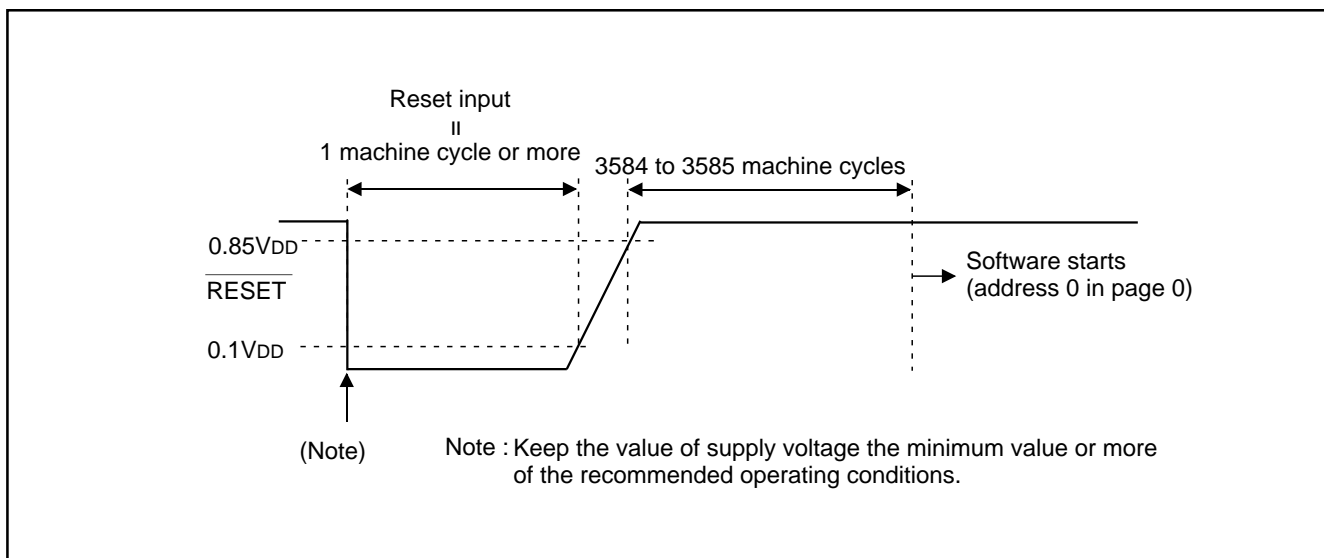 Reset input
=
1 machine cycle or more
3584 to 3585 machine cycles
0.85VDD
RESET
0.1VDD
Software starts
(address 0 in page 0)
(Note)
Note : Keep the value of supply voltage the minimum value or more
of the recommended operating conditions.